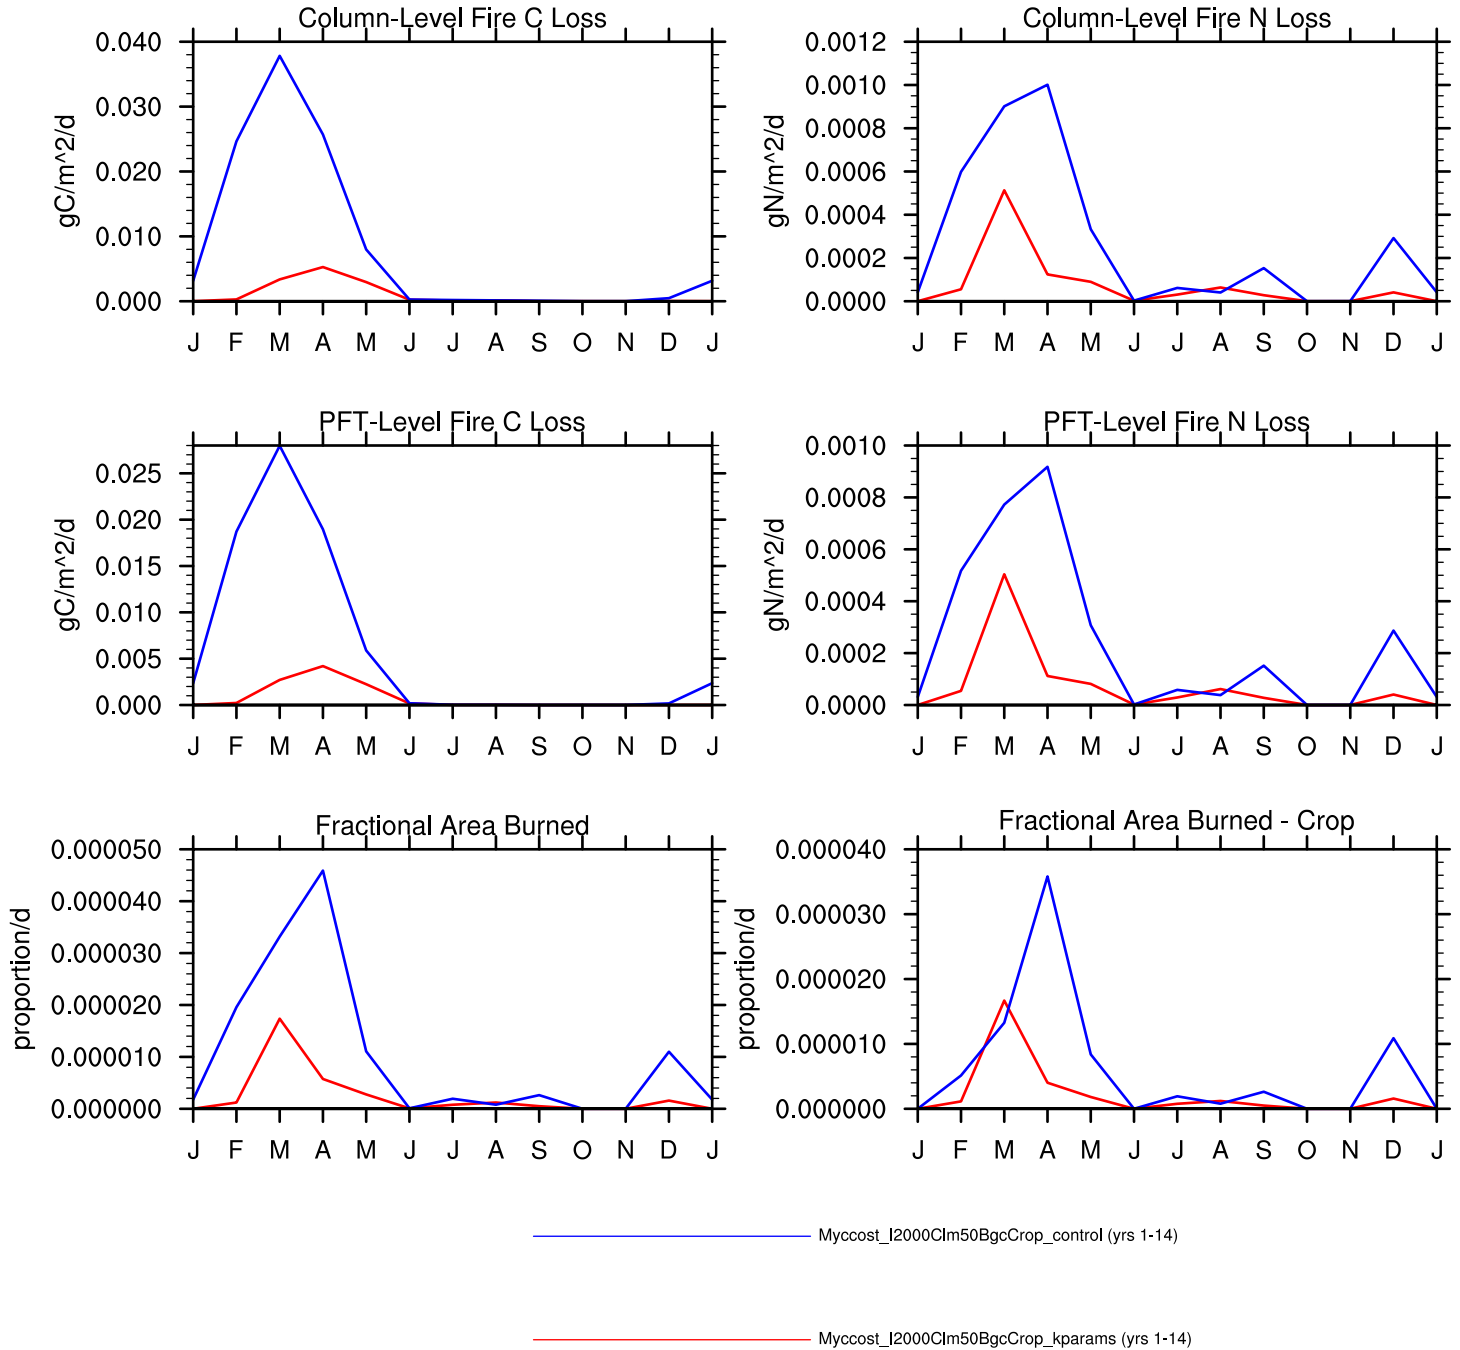 Column-Level Fire C Loss
gC/m^2/d
0.040
0.030
0.020
0.010
0.000
J F M A M J J A S O N D J
Column-Level Fire N Loss
gN/m^2/d
0.0012
0.0010
0.0008
0.0006
0.0004
0.0002
0.0000
J F M A M J J A S O N D J
PFT-Level Fire C Loss
gC/m^2/d
0.025
0.020
0.015
0.010
0.005
0.000
J F M A M J J A S O N D J
PFT-Level Fire N Loss
gN/m^2/d
0.0010
0.0008
0.0006
0.0004
0.0002
0.0000
J F M A M J J A S O N D J
Fractional Area Burned
proportion/d
0.000050
0.000040
0.000030
0.000020
0.000010
0.000000
J F M A M J J A S O N D J
Fractional Area Burned - Crop
proportion/d
0.000040
0.000030
0.000020
0.000010
0.000000
J F M A M J J A S O N D J
Myccost_I2000Clm50BgcCrop_control (yrs 1-14)
Myccost_I2000Clm50BgcCrop_kparams (yrs 1-14)